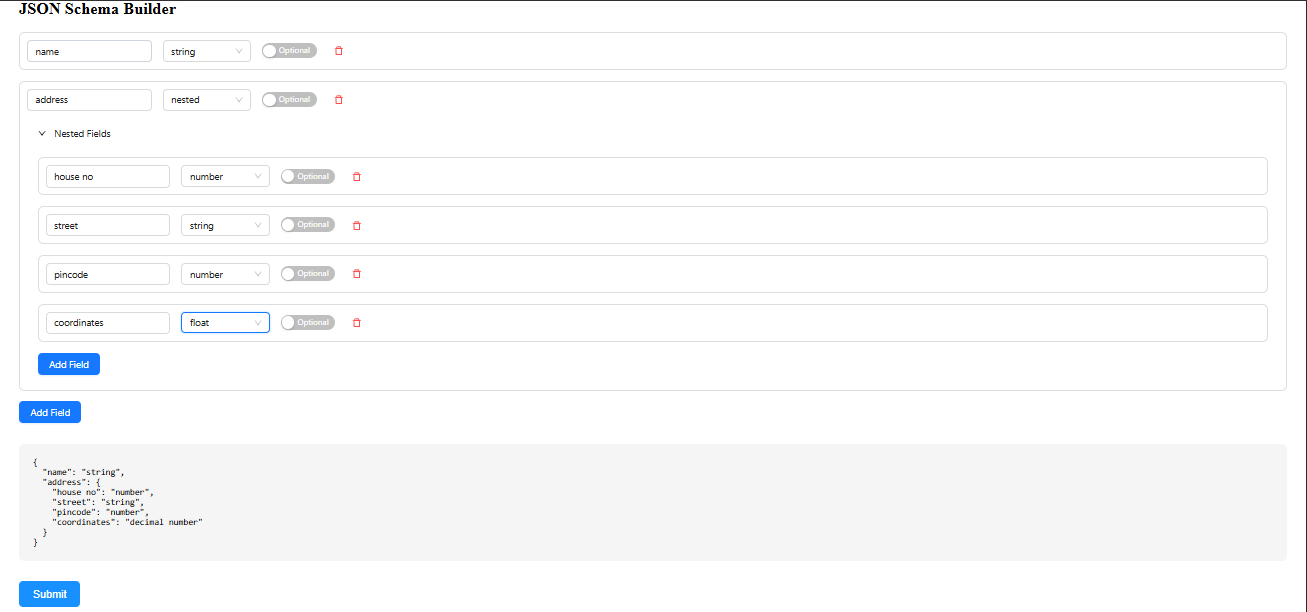 JSON Schema Builder
name string Optional
address nested Optional
Nested Fields
house no number Optional
street string Optional
pincode number Optional
coordinates float Optional
Add Field
Add Field
{
  "name": "string",
  "address": {
    "house no": "number",
    "street": "string",
    "pincode": "number",
    "coordinates": "decimal number"
  }
}
Submit